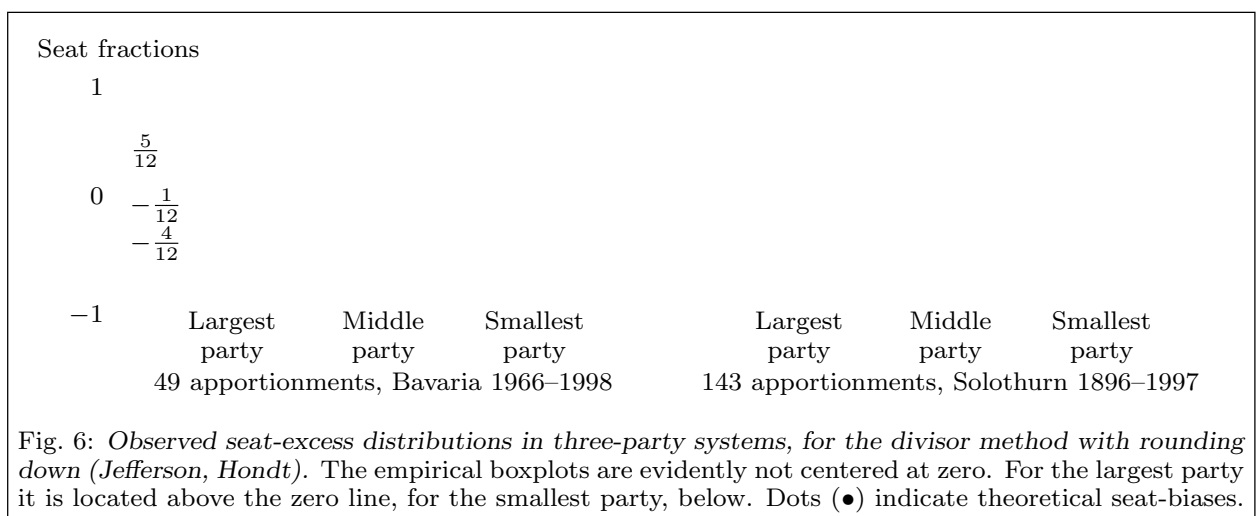 Seat fractions
1
5/12
0
−1/12
−4/12
−1
Largest Middle Smallest Largest Middle Smallest
party party party party party party
49 apportionments, Bavaria 1966–1998 143 apportionments, Solothurn 1896–1997
Fig. 6: Observed seat-excess distributions in three-party systems, for the divisor method with rounding
down (Jefferson, Hondt). The empirical boxplots are evidently not centered at zero. For the largest party
it is located above the zero line, for the smallest party, below. Dots (•) indicate theoretical seat-biases.